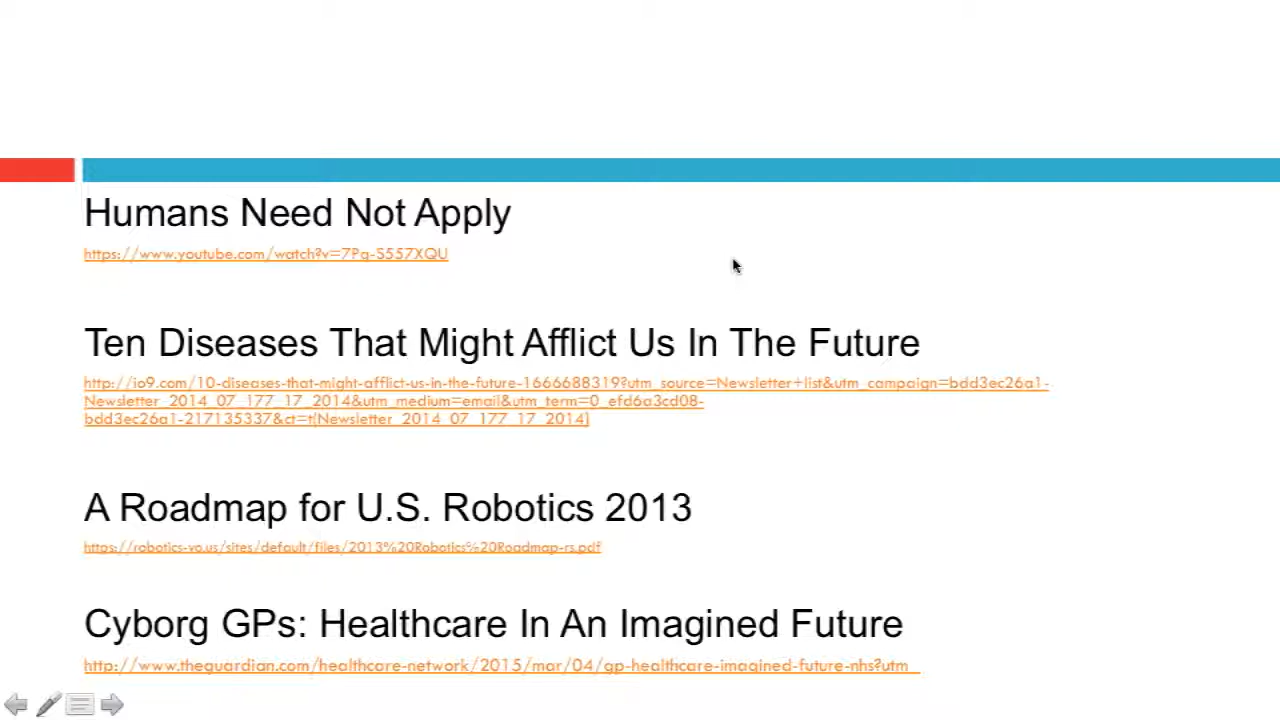 Humans Need Not Apply
https://www.youtube.com/watch?v=7Pq-S557XQU
Ten Diseases That Might Afflict Us In The Future
http://io9.com/10-diseases-that-might-afflict-us-in-the-future-1666688319?utm_source=Newsletter+list&utm_campaign=bdd3ec26a1-
Newsletter_2014_07_177_17_2014&utm_medium=email&utm_term=0_efd6a3cd08-
bdd3ec26a1-217135337&ct=t(Newsletter_2014_07_177_17_2014)
A Roadmap for U.S. Robotics 2013
https://robotics-vo.us/sites/default/files/2013%20Robotics%20Roadmap-rs.pdf
Cyborg GPs: Healthcare In An Imagined Future
http://www.theguardian.com/healthcare-network/2015/mar/04/gp-healthcare-imagined-future-nhs?utm_